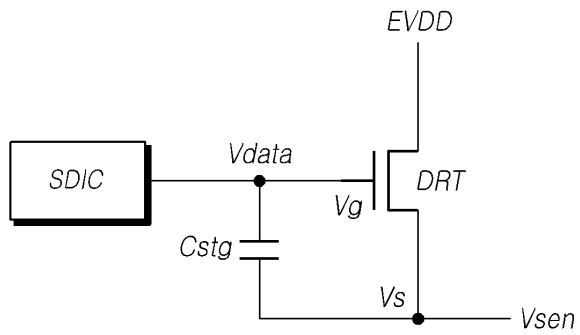 EVDD
Vdata
SDIC
DRT
Vg
Cstg
Vs
Vsen